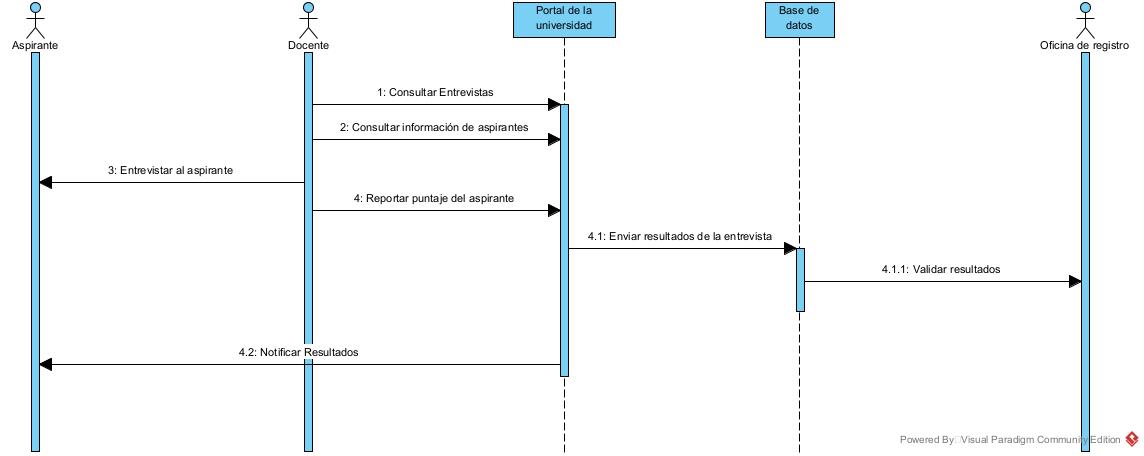 Portal de la
universidad
Base de
datos
Aspirante
Docente
Oficina de registro
1: Consultar Entrevistas
2: Consultar información de aspirantes
3: Entrevistar al aspirante
4: Reportar puntaje del aspirante
4.1: Enviar resultados de la entrevista
4.1.1: Validar resultados
4.2: Notificar Resultados
Powered By Visual Paradigm Community Edition